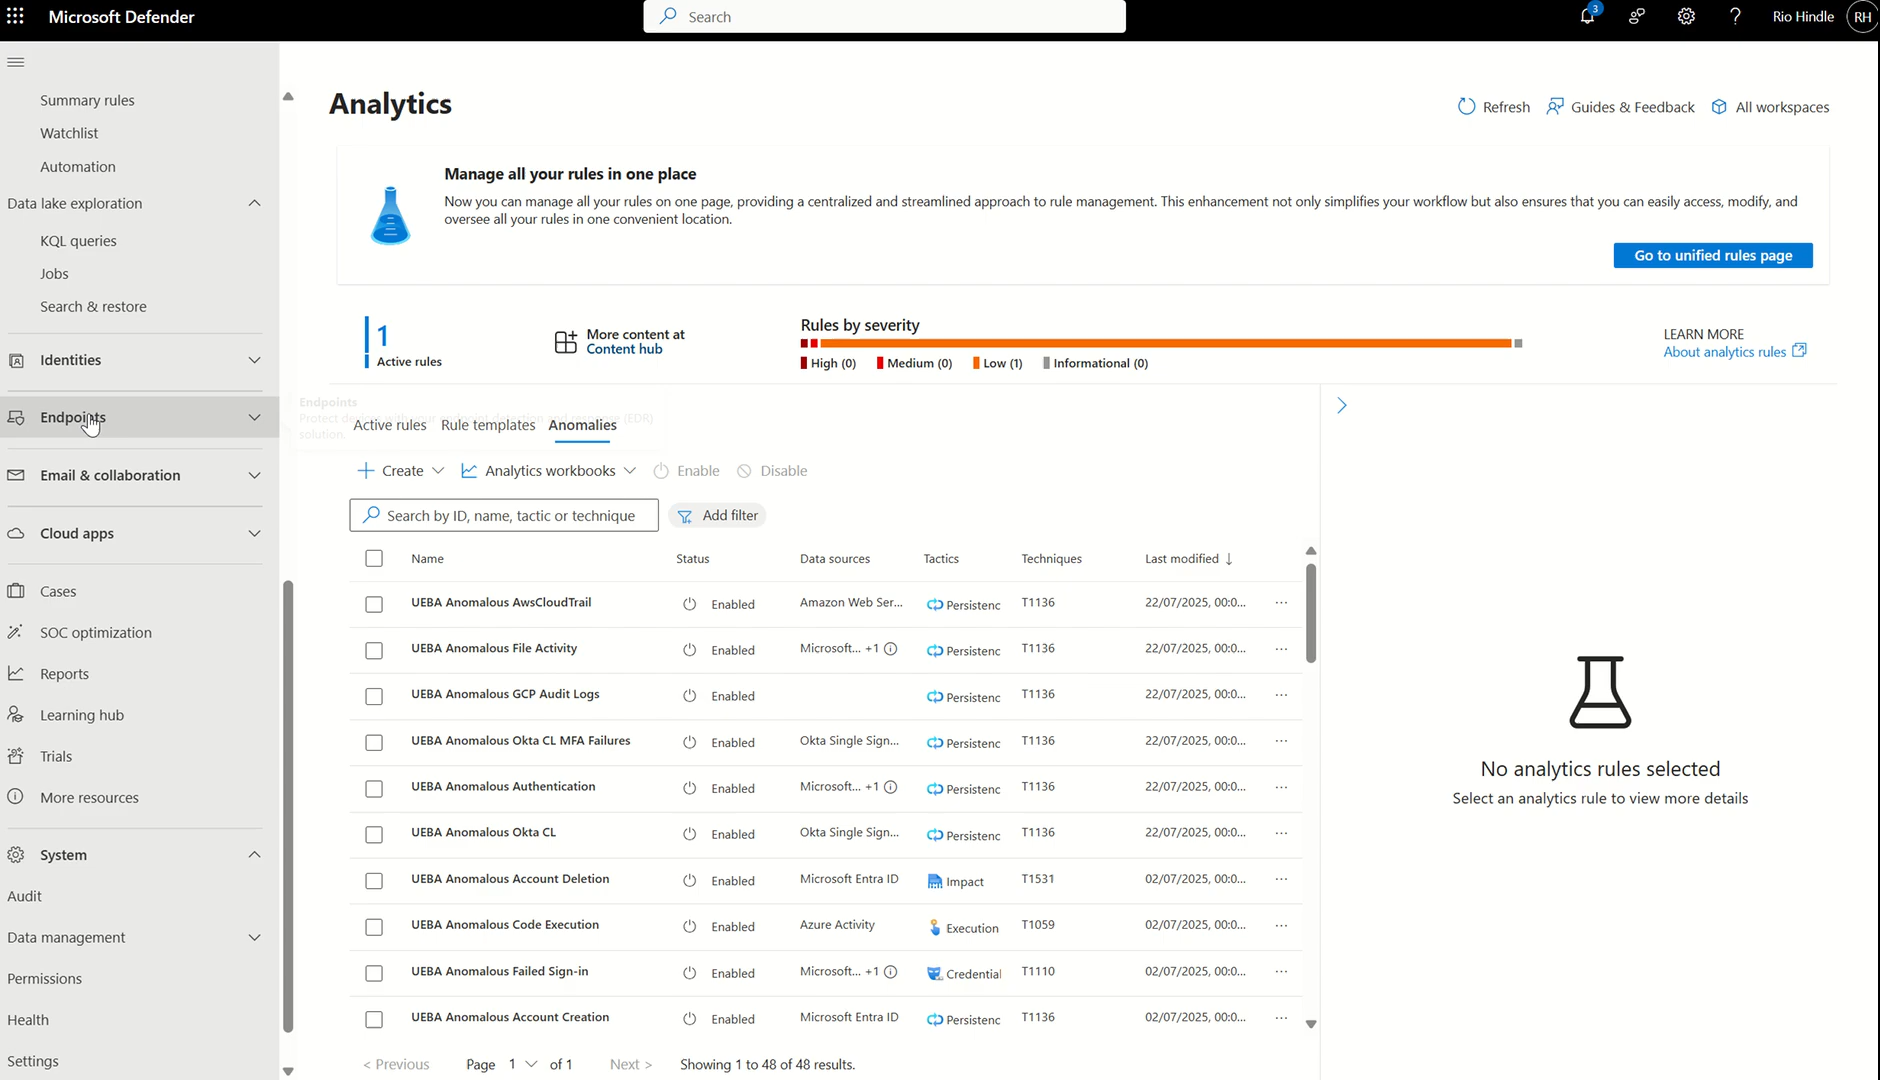 Microsoft Defender
Search
3
Rio Hindle
RH
Summary rules
Watchlist
Automation
Data lake exploration
KQL queries
Jobs
Search & restore
Identities
Endpoints
Email & collaboration
Cloud apps
Cases
SOC optimization
Reports
Learning hub
Trials
More resources
System
Audit
Data management
Permissions
Health
Settings
Analytics
Refresh
Guides & Feedback
All workspaces
Manage all your rules in one place
Now you can manage all your rules on one page, providing a centralized and streamlined approach to rule management. This enhancement not only simplifies your workflow but also ensures that you can easily access, modify, and
oversee all your rules in one convenient location.
Go to unified rules page
1
Active rules
More content at
Content hub
Rules by severity
High (0) Medium (0) Low (1) Informational (0)
LEARN MORE
About analytics rules
Endpoints
Protect devices with your endpoint detection and response (EDR)
solution.
Active rules Rule templates Anomalies
Create Analytics workbooks Enable Disable
Search by ID, name, tactic or technique Add filter
Name Status Data sources Tactics Techniques Last modified ↓
UEBA Anomalous AwsCloudTrail Enabled Amazon Web Ser... Persistenc T1136 22/07/2025, 00:0... ...
UEBA Anomalous File Activity Enabled Microsoft... +1 Persistenc T1136 22/07/2025, 00:0... ...
UEBA Anomalous GCP Audit Logs Enabled Persistenc T1136 22/07/2025, 00:0... ...
UEBA Anomalous Okta CL MFA Failures Enabled Okta Single Sign... Persistenc T1136 22/07/2025, 00:0... ...
UEBA Anomalous Authentication Enabled Microsoft... +1 Persistenc T1136 22/07/2025, 00:0... ...
UEBA Anomalous Okta CL Enabled Okta Single Sign... Persistenc T1136 22/07/2025, 00:0... ...
UEBA Anomalous Account Deletion Enabled Microsoft Entra ID Impact T1531 02/07/2025, 00:0... ...
UEBA Anomalous Code Execution Enabled Azure Activity Execution T1059 02/07/2025, 00:0... ...
UEBA Anomalous Failed Sign-in Enabled Microsoft... +1 Credential T1110 02/07/2025, 00:0... ...
UEBA Anomalous Account Creation Enabled Microsoft Entra ID Persistenc T1136 02/07/2025, 00:0... ...
< Previous Page 1 of 1 Next > Showing 1 to 48 of 48 results.
No analytics rules selected
Select an analytics rule to view more details